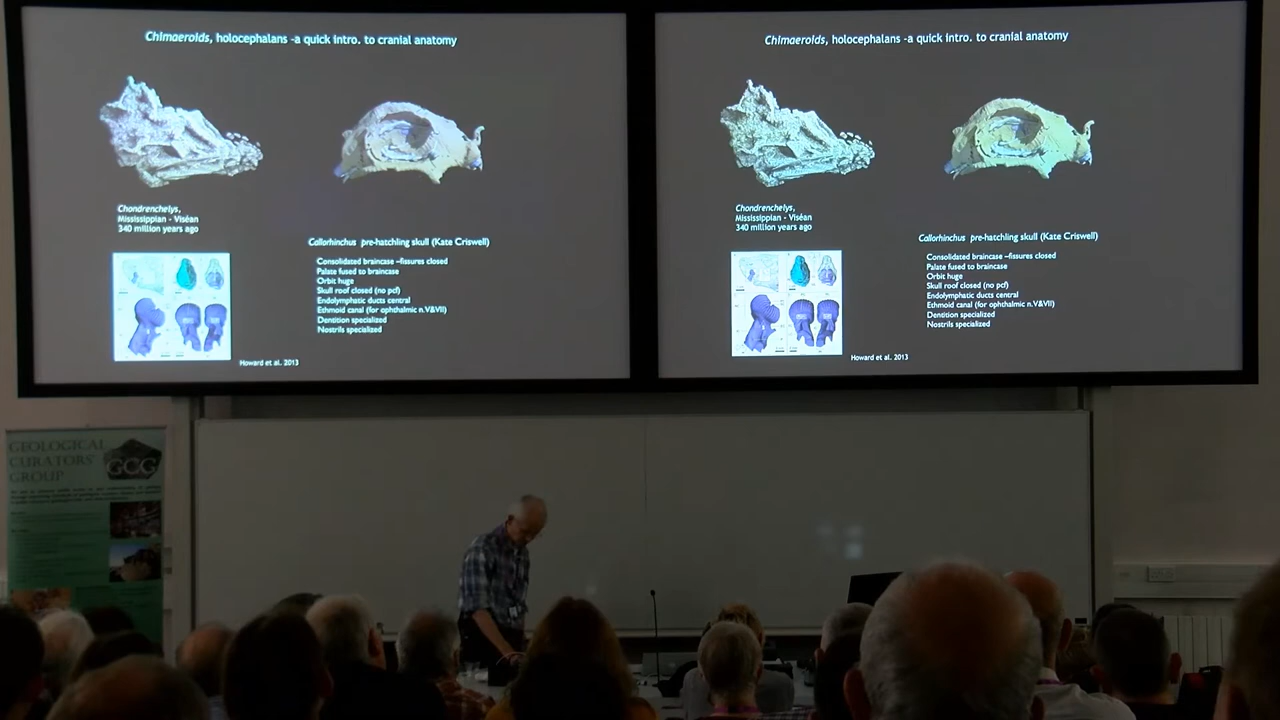 Chimaeroids, holocephalans -a quick intro. to cranial anatomy
Chondrenchelys,
Mississippian - Viséan
340 million years ago
Callorhinchus pre-hatchling skull (Kate Criswell)
Consolidated braincase –fissures closed
Palate fused to braincase
Orbit huge
Skull roof closed (no pcf)
Endolymphatic ducts central
Ethmoid canal (for ophthalmic n.V&VII)
Dentition specialized
Nostrils specialized
Howard et al. 2013
Chimaeroids, holocephalans -a quick intro. to cranial anatomy
Chondrenchelys,
Mississippian - Viséan
340 million years ago
Callorhinchus pre-hatchling skull (Kate Criswell)
Consolidated braincase –fissures closed
Palate fused to braincase
Orbit huge
Skull roof closed (no pcf)
Endolymphatic ducts central
Ethmoid canal (for ophthalmic n.V&VII)
Dentition specialized
Nostrils specialized
Howard et al. 2013
GEOLOGICAL
CURATORS'
GROUP
GCG